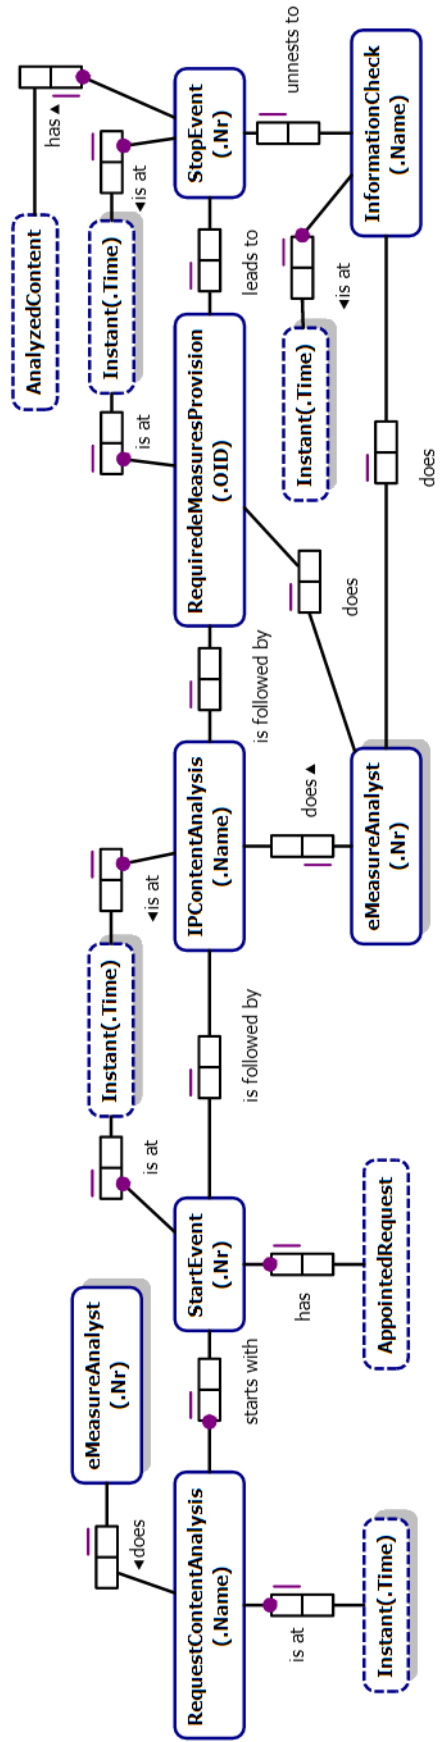 eMeasureAnalyst
(.Nr)
◄does
RequestContentAnalysis
(.Name)
is at
Instant(.Time)
starts with
StartEvent
(.Nr)
has
AppointedRequest
is at
Instant(.Time)
◄is at
is followed by
IPContentAnalysis
(.Name)
does▲
eMeasureAnalyst
(.Nr)
is followed by
RequiredeMeasuresProvision
(.OID)
does
is at
Instant(.Time)
◄is at
AnalyzedContent
has▲
leads to
StopEvent
(.Nr)
unnests to
Instant(.Time)
◄is at
InformationCheck
(.Name)
does